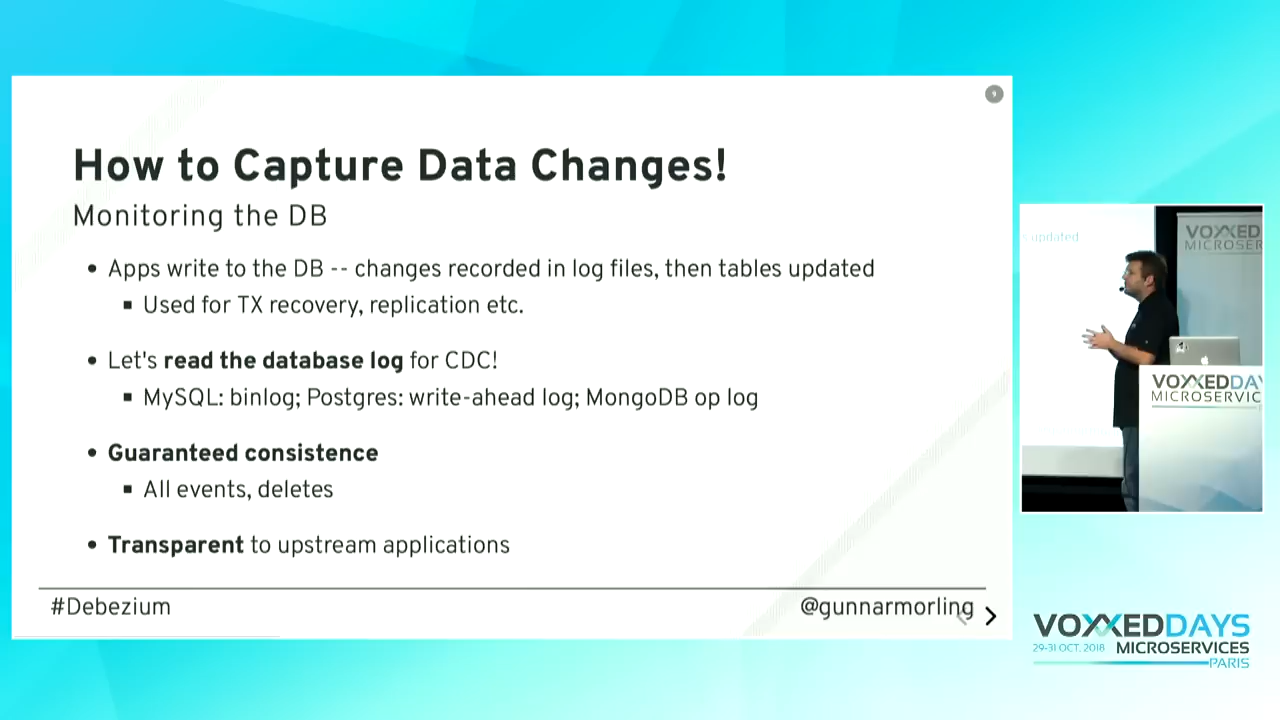 9
How to Capture Data Changes!
Monitoring the DB
• Apps write to the DB -- changes recorded in log files, then tables updated
▪ Used for TX recovery, replication etc.
• Let's read the database log for CDC!
▪ MySQL: binlog; Postgres: write-ahead log; MongoDB op log
• Guaranteed consistence
▪ All events, deletes
• Transparent to upstream applications
#Debezium
@gunnarmorling
updated
VOXXED
MICROSER
VOXXEDDAY
MICROSERVIC
VOXXEDDAYS
29-31 OCT. 2018 MICROSERVICES
PARIS